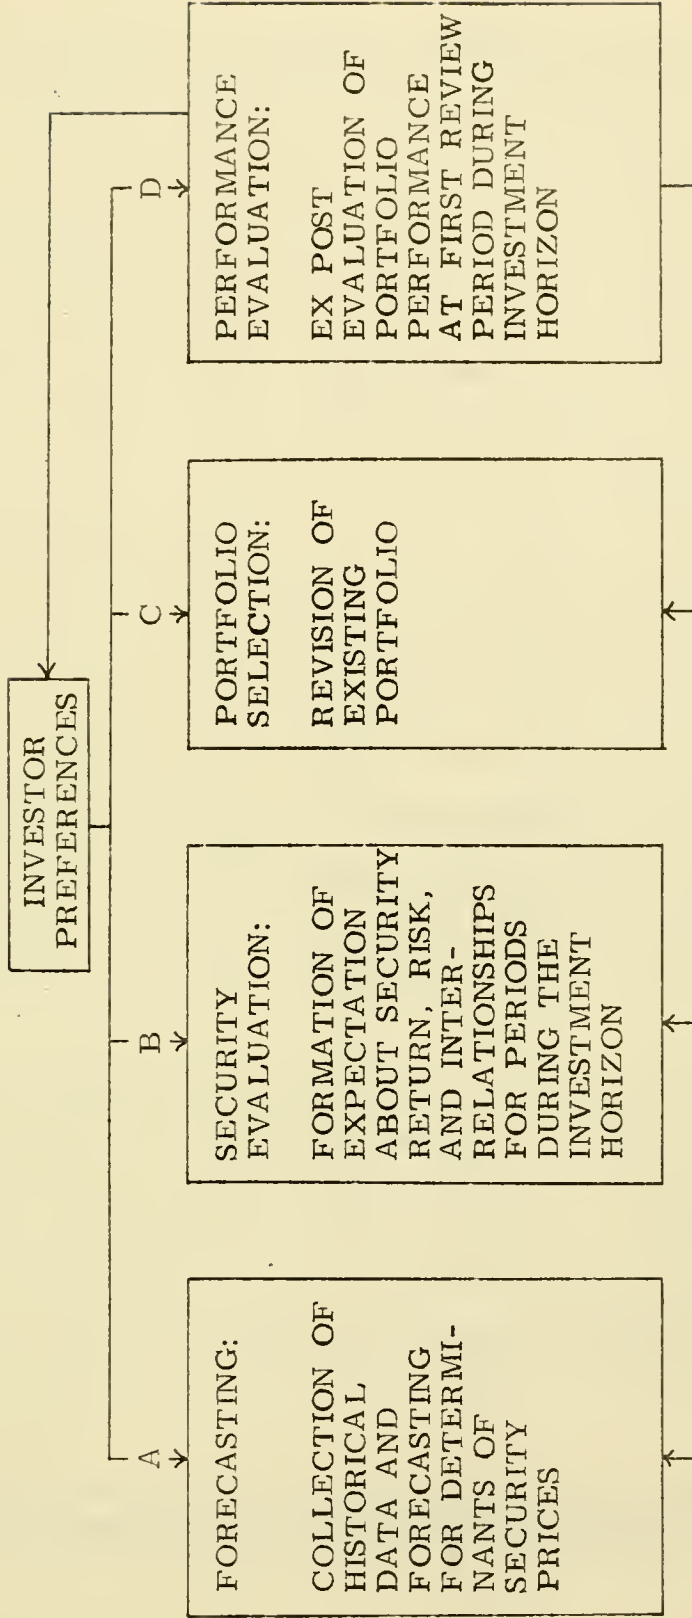 INVESTOR
PREFERENCES
A
B
C
D
FORECASTING:
COLLECTION OF
HISTORICAL
DATA AND
FORECASTING
FOR DETERMI-
NANTS OF
SECURITY
PRICES
SECURITY
EVALUATION:
FORMATION OF
EXPECTATION
ABOUT SECURITY
RETURN, RISK,
AND INTER-
RELATIONSHIPS
FOR PERIODS
DURING THE
INVESTMENT
HORIZON
PORTFOLIO
SELECTION:
REVISION OF
EXISTING
PORTFOLIO
PERFORMANCE
EVALUATION:
EX POST
EVALUATION OF
PORTFOLIO
PERFORMANCE
AT FIRST REVIEW
PERIOD DURING
INVESTMENT
HORIZON